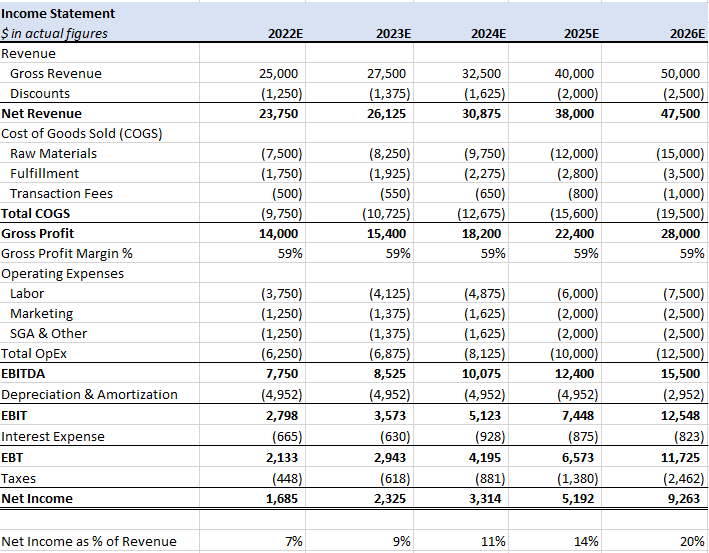 Income Statement
$ in actual figures 2022E 2023E 2024E 2025E 2026E
Revenue
Gross Revenue 25,000 27,500 32,500 40,000 50,000
Discounts (1,250) (1,375) (1,625) (2,000) (2,500)
Net Revenue 23,750 26,125 30,875 38,000 47,500
Cost of Goods Sold (COGS)
Raw Materials (7,500) (8,250) (9,750) (12,000) (15,000)
Fulfillment (1,750) (1,925) (2,275) (2,800) (3,500)
Transaction Fees (500) (550) (650) (800) (1,000)
Total COGS (9,750) (10,725) (12,675) (15,600) (19,500)
Gross Profit 14,000 15,400 18,200 22,400 28,000
Gross Profit Margin % 59% 59% 59% 59% 59%
Operating Expenses
Labor (3,750) (4,125) (4,875) (6,000) (7,500)
Marketing (1,250) (1,375) (1,625) (2,000) (2,500)
SGA & Other (1,250) (1,375) (1,625) (2,000) (2,500)
Total OpEx (6,250) (6,875) (8,125) (10,000) (12,500)
EBITDA 7,750 8,525 10,075 12,400 15,500
Depreciation & Amortization (4,952) (4,952) (4,952) (4,952) (2,952)
EBIT 2,798 3,573 5,123 7,448 12,548
Interest Expense (665) (630) (928) (875) (823)
EBT 2,133 2,943 4,195 6,573 11,725
Taxes (448) (618) (881) (1,380) (2,462)
Net Income 1,685 2,325 3,314 5,192 9,263
Net Income as % of Revenue 7% 9% 11% 14% 20%